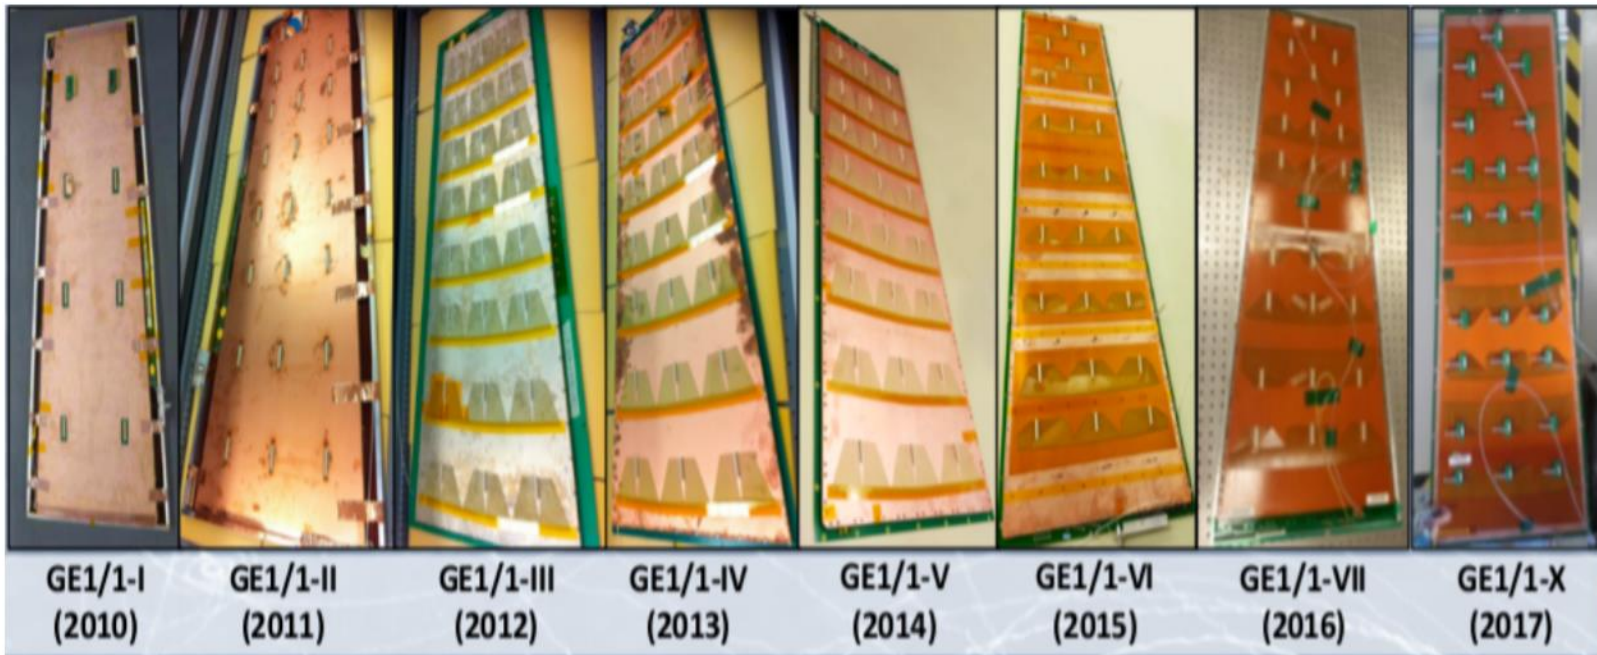 GE1/1-I
(2010)
GE1/1-II
(2011)
GE1/1-III
(2012)
GE1/1-IV
(2013)
GE1/1-V
(2014)
GE1/1-VI
(2015)
GE1/1-VII
(2016)
GE1/1-X
(2017)